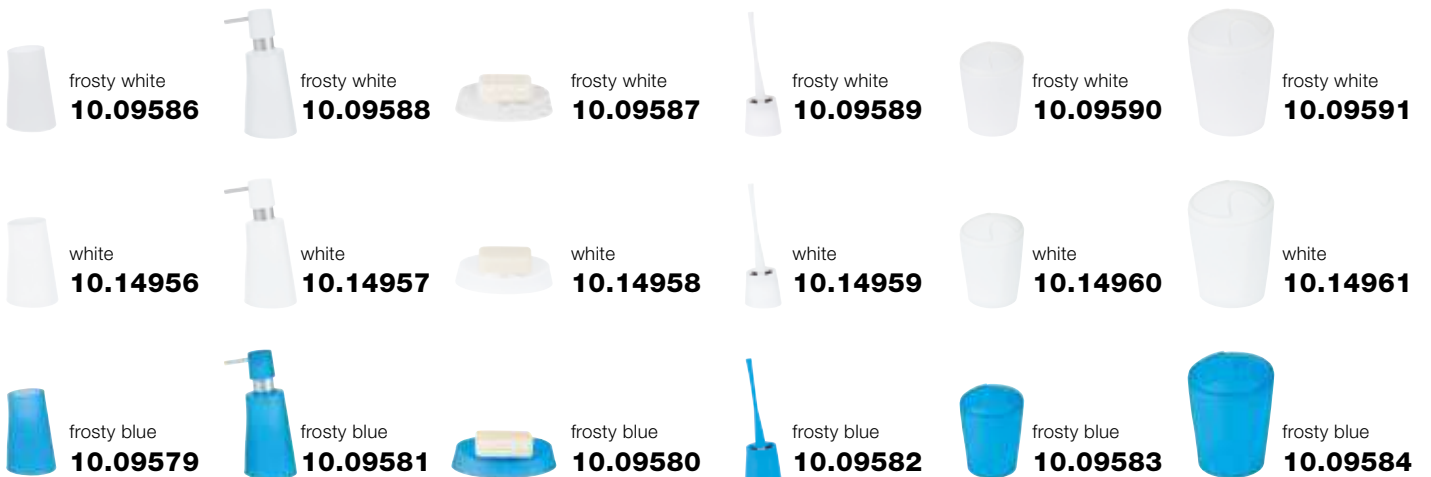 frosty white
10.09586
frosty white
10.09588
frosty white
10.09587
frosty white
10.09589
frosty white
10.09590
frosty white
10.09591
white
10.14956
white
10.14957
white
10.14958
white
10.14959
white
10.14960
white
10.14961
frosty blue
10.09579
frosty blue
10.09581
frosty blue
10.09580
frosty blue
10.09582
frosty blue
10.09583
frosty blue
10.09584